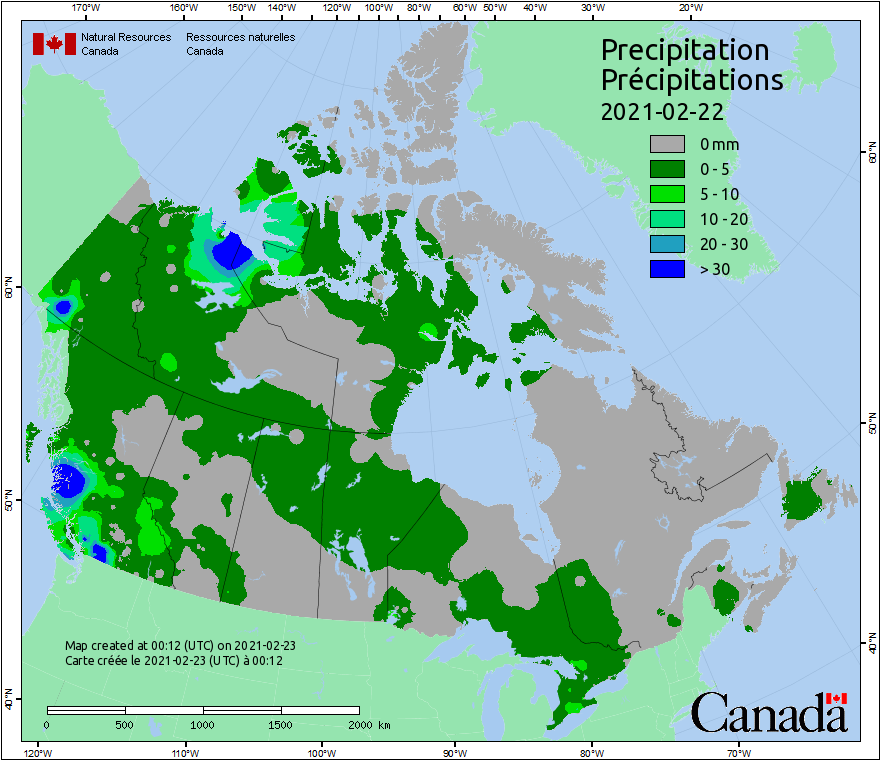 170°W 160°W 150°W 140°W 120°W 100°W 80°W 60°W 50°W 40°W 30°W 20°W
Natural Resources Ressources naturelles
Canada Canada
Precipitation
Précipitations
2021-02-22
0 mm
0 - 5
5 - 10
10 - 20
20 - 30
> 30
60°N
60°N
50°N
50°N
40°N
40°N
Map created at 00:12 (UTC) on 2021-02-23
Carte créée le 2021-02-23 (UTC) à 00:12
0 500 1000 1500 2000 km
Canada
120°W 110°W 100°W 90°W 80°W 70°W